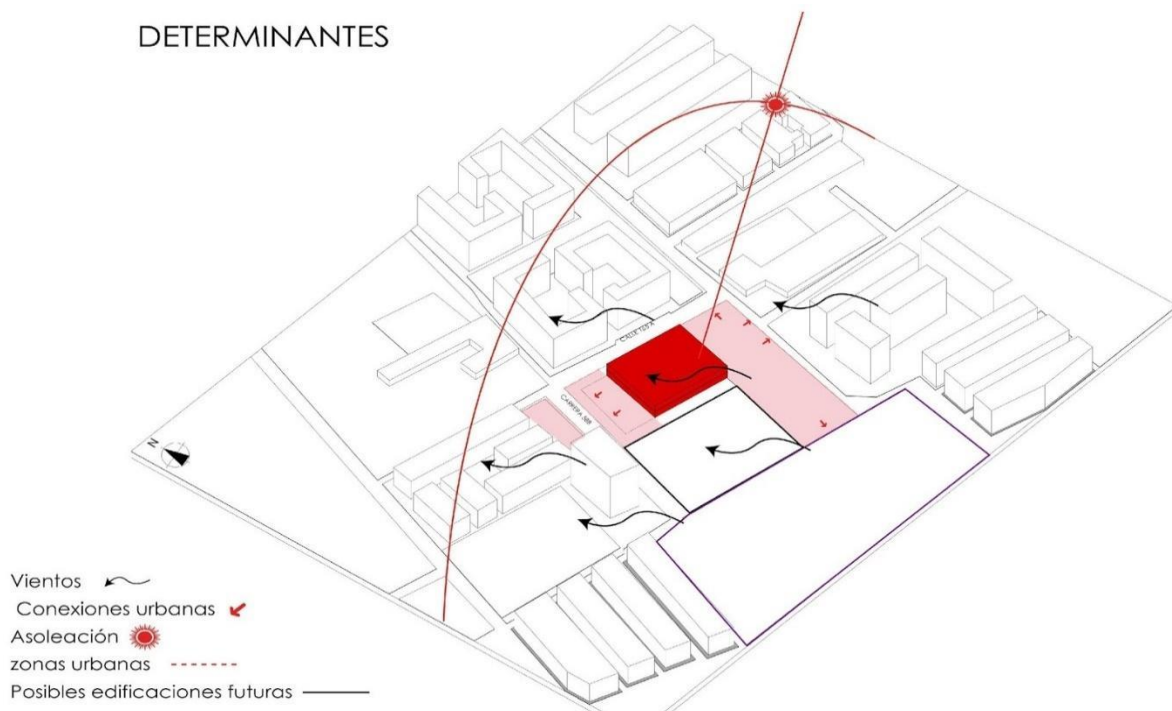 DETERMINANTES
N
Vientos
Conexiones urbanas
Asoleación
zonas urbanas
Posibles edificaciones futuras